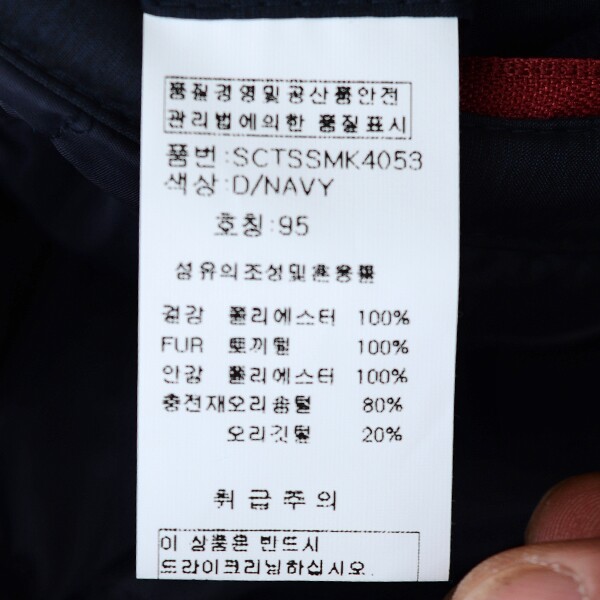 품질경영및공산품안전
관리법에의한 품질표시
품번:SCTSSMK4053
색상:D/NAVY
호칭:95
섬유의조성및혼용률
겉감 폴리에스터 100%
FUR 토끼털 100%
안감 폴리에스터 100%
충전재오리솜털 80%
오리깃털 20%
취급주의
이 상품은 반드시
드라이크리닝하십시오.